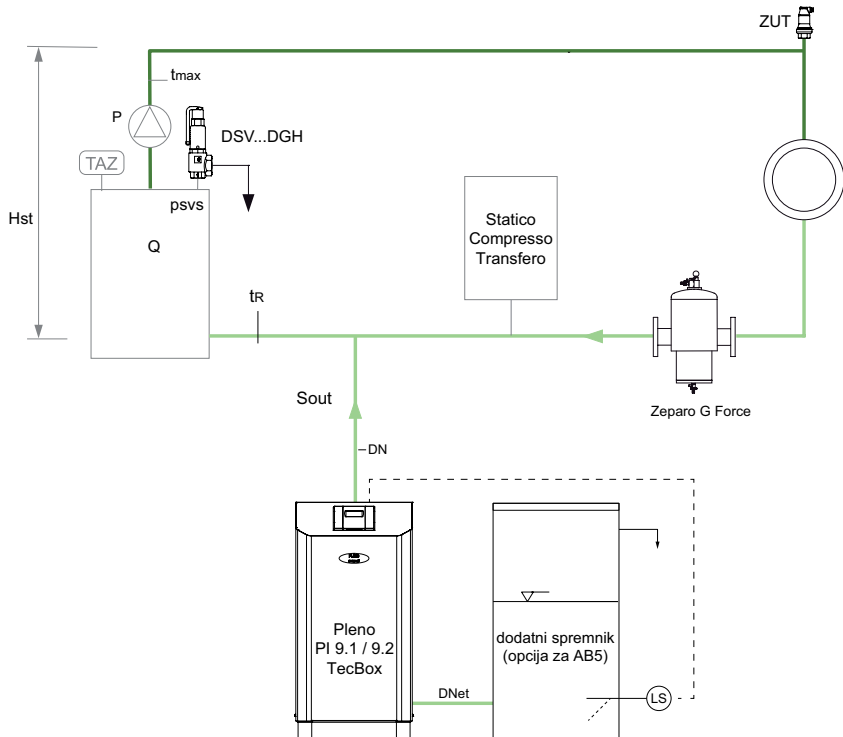 ZUT
tmax
P
DSV...DGH
TAZ
psvs
Hst
Q
Statico
Compresso
Transfero
tR
Zeparo G Force
Sout
DN
Pleno
PI 9.1 / 9.2
TecBox
dodatni spremnik
(opcija za AB5)
DNet
LS